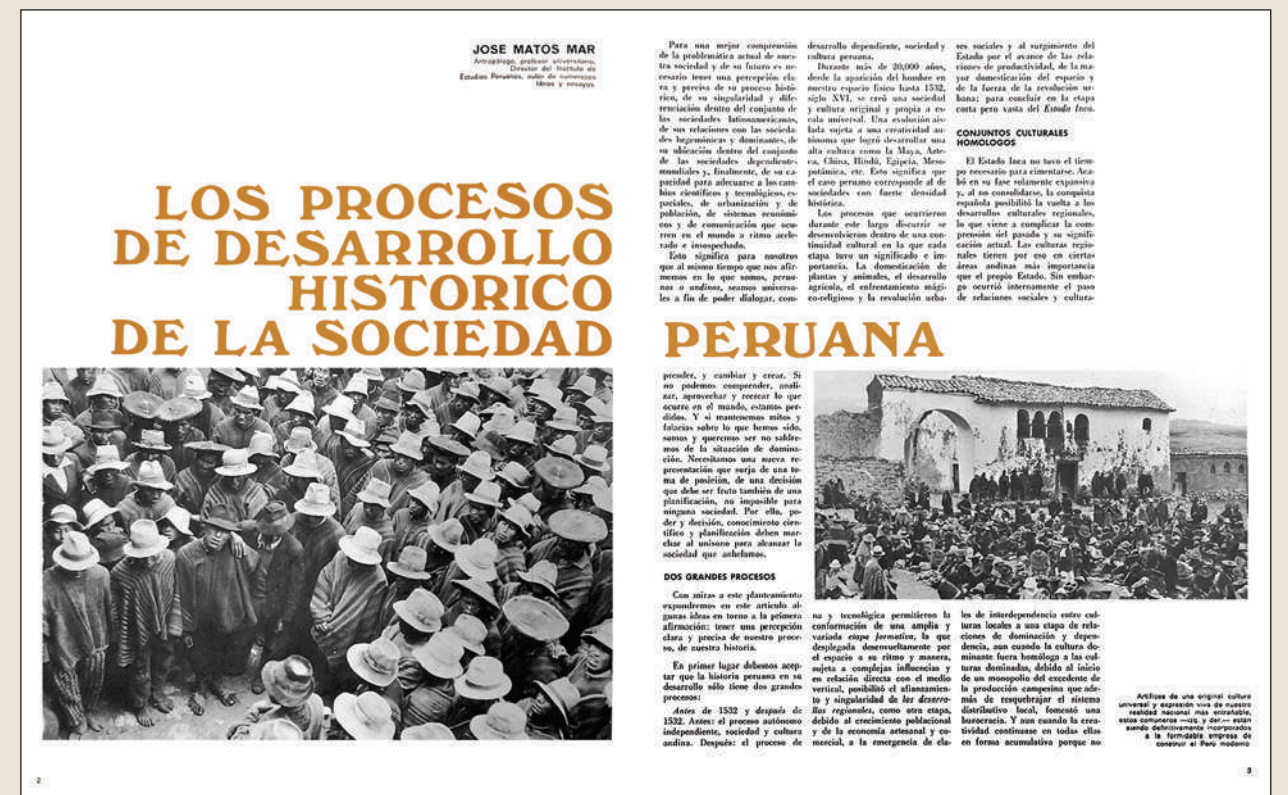 JOSE MATOS MAR
Antropólogo, profesor universitario,
Director del Instituto de
Estudios Peruanos, autor de numerosos
libros y ensayos.
LOS PROCESOS
DE DESARROLLO
HISTORICO
DE LA SOCIEDAD
PERUANA
Para una mejor comprensión
de la problemática actual de nues-
tra sociedad y de su futuro es ne-
cesario tener una percepción cla-
ra y precisa de su proceso histó-
rico, de su singularidad y dife-
renciación dentro del conjunto de
las sociedades latinoamericanas,
de sus relaciones con las socieda-
des hegemónicas y dominantes, de
su ubicación dentro del conjunto
de las sociedades dependientes
mundiales y, finalmente, de su ca-
pacidad para adecuarse a los cam-
bios científicos y tecnológicos, es-
paciales, de urbanización y de
población, de sistemas económi-
cos y de comunicación que ocu-
rren en el mundo a ritmo acele-
rado e insospechado.
Esto significa para nosotros
que al mismo tiempo que nos afir-
memos en lo que somos, perua-
nos o andinos, seamos universa-
les a fin de poder dialogar, com-
prender, y cambiar y crear. Si
no podemos comprender, anali-
zar, aprovechar y recrear lo que
ocurre en el mundo, estamos per-
didos. Y si mantenemos mitos y
falacias sobre lo que hemos sido,
somos y queremos ser no saldre-
mos de la situación de domina-
ción. Necesitamos una nueva re-
presentación que surja de una to-
ma de posición, de una decisión
que debe ser fruto también de una
planificación, no imposible para
ninguna sociedad. Por ello, po-
der y decisión, conocimiento cien-
tífico y planificación deben mar-
char al unísono para alcanzar la
sociedad que anhelamos.
DOS GRANDES PROCESOS
Con miras a este planteamiento
expondremos en este artículo al-
gunas ideas en torno a la primera
afirmación: tener una percepción
clara y precisa de nuestro proce-
so, de nuestra historia.
En primer lugar debemos acep-
tar que la historia peruana en su
desarrollo sólo tiene dos grandes
procesos:
Antes de 1532 y después de
1532. Antes: el proceso autónomo
independiente, sociedad y cultura
andina. Después: el proceso de
desarrollo dependiente, sociedad y
cultura peruana.
Durante más de 20,000 años,
desde la aparición del hombre en
nuestro espacio físico hasta 1532,
siglo XVI, se creó una sociedad
y cultura original y propia a es-
cala universal. Una evolución ais-
lada sujeta a una creatividad au-
tónoma que logró desarrollar una
alta cultura como la Maya, Azte-
ca, China, Hindú, Egipcia, Meso-
potámica, etc. Esto significa que
el caso peruano corresponde al de
sociedades con fuerte densidad
histórica.
Los procesos que ocurrieron
durante este largo discurrir se
desenvolvieron dentro de una con-
tinuidad cultural en la que cada
etapa tuvo un significado e im-
portancia. La domesticación de
plantas y animales, el desarrollo
agrícola, el enfrentamiento mági-
co-religioso y la revolución urba-
na y tecnológica permitieron la
conformación de una amplia y
variada etapa formativa, la que
desplegada desenvueltamente por
el espacio a su ritmo y manera,
sujeta a complejas influencias y
en relación directa con el medio
vertical, posibilitó el afianzamien-
to y singularidad de los desarro-
llos regionales, como otra etapa,
debido al crecimiento poblacional
y de la economía artesanal y co-
mercial, a la emergencia de cla-
ses sociales y al surgimiento del
Estado por el avance de las rela-
ciones de productividad, de la ma-
yor domesticación del espacio y
de la fuerza de la revolución ur-
bana; para concluir en la etapa
corta pero vasta del Estado Inca.
CONJUNTOS CULTURALES
HOMOLOGOS
El Estado Inca no tuvo el tiem-
po necesario para cimentarse. Aca-
bó en su fase solamente expansiva
y, al no consolidarse, la conquista
española posibilitó la vuelta a los
desarrollos culturales regionales,
lo que viene a complicar la com-
prensión del pasado y su signifi-
cación actual. Las culturas regio-
nales tienen por eso en ciertas
áreas andinas más importancia
que el propio Estado. Sin embar-
go ocurrió internamente el paso
de relaciones sociales y cultura-
les de interdependencia entre cul-
turas locales a una etapa de rela-
ciones de dominación y depen-
dencia, aún cuando la cultura do-
minante fuera homóloga a las cul-
turas dominadas, debido al inicio
de un monopolio del excedente de
la producción campesina que ade-
más de resquebrajar el sistema
distributivo local, fomentó una
burocracia. Y aun cuando la crea-
tividad continuase en todas ellas
en forma acumulativa porque no
Artífices de una original cultura
universal y expresión viva de nuestra
realidad nacional más entrañable,
estos comuneros —izq. y der.— están
siendo definitivamente incorporados
a la formidable empresa de
construir el Perú moderno
2
3